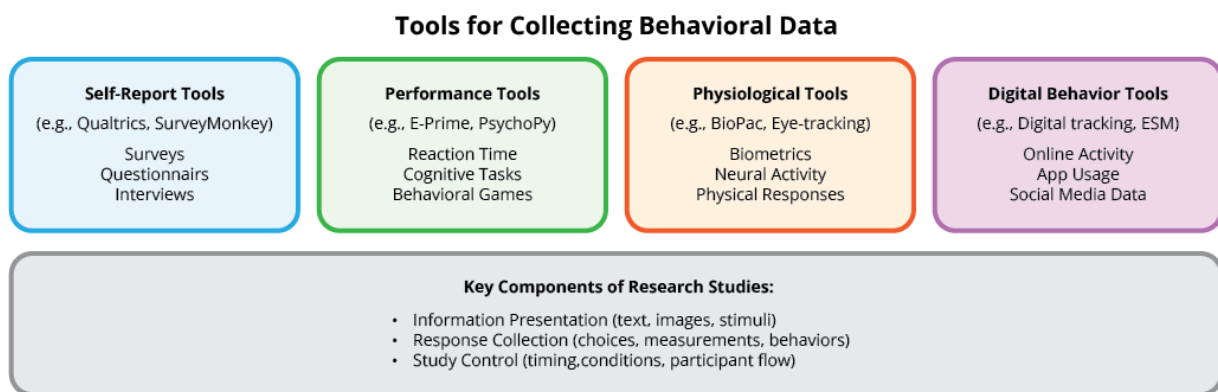 Tools for Collecting Behavioral Data
Self-Report Tools
(e.g., Qualtrics, SurveyMonkey)
Surveys
Questionnairs
Interviews
Performance Tools
(e.g., E-Prime, PsychoPy)
Reaction Time
Cognitive Tasks
Behavioral Games
Physiological Tools
(e.g., BioPac, Eye-tracking)
Biometrics
Neural Activity
Physical Responses
Digital Behavior Tools
(e.g., Digital tracking, ESM)
Online Activity
App Usage
Social Media Data
Key Components of Research Studies:
• Information Presentation (text, images, stimuli)
• Response Collection (choices, measurements, behaviors)
• Study Control (timing,conditions, participant flow)